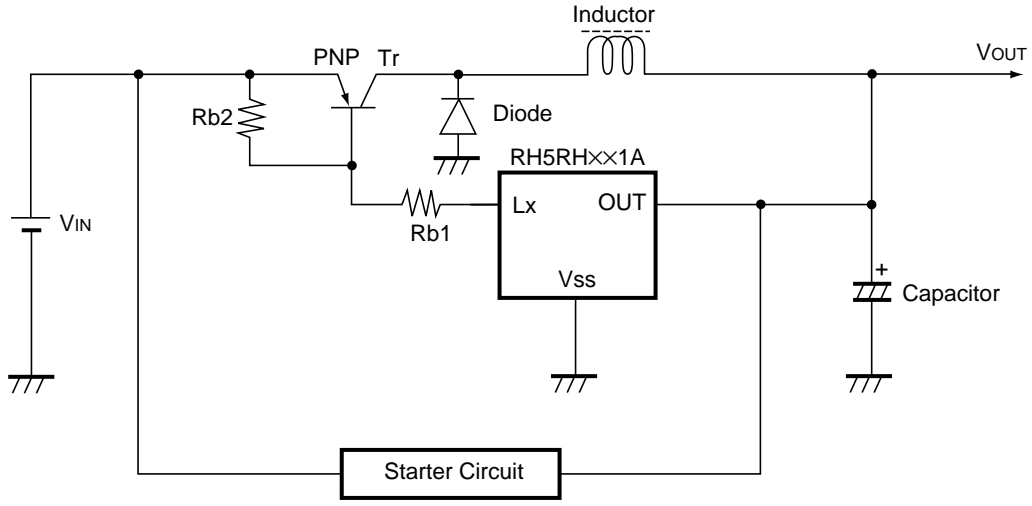 Inductor
PNP Tr
VOUT
Rb2
Diode
RH5RH××1A
Lx OUT
VIN
Rb1
Vss
+
Capacitor
Starter Circuit